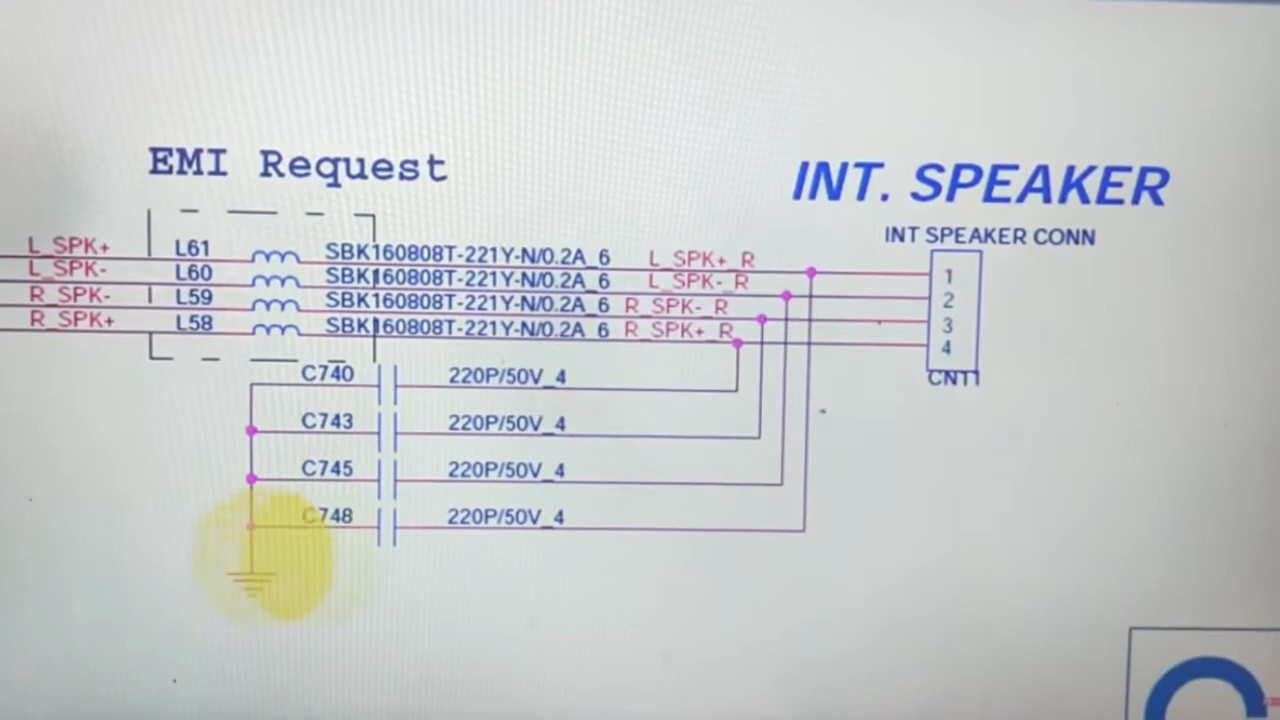 EMI Request
INT. SPEAKER
INT SPEAKER CONN
L_SPK+ L61 SBK160808T-221Y-N/0.2A_6 L_SPK+_R 1
L_SPK- L60 SBK160808T-221Y-N/0.2A_6 L_SPK-_R 2
R_SPK- L59 SBK160808T-221Y-N/0.2A_6 R_SPK-_R 3
R_SPK+ L58 SBK160808T-221Y-N/0.2A_6 R_SPK+_R 4
CNT1
C740 220P/50V_4
C743 220P/50V_4
C745 220P/50V_4
C748 220P/50V_4